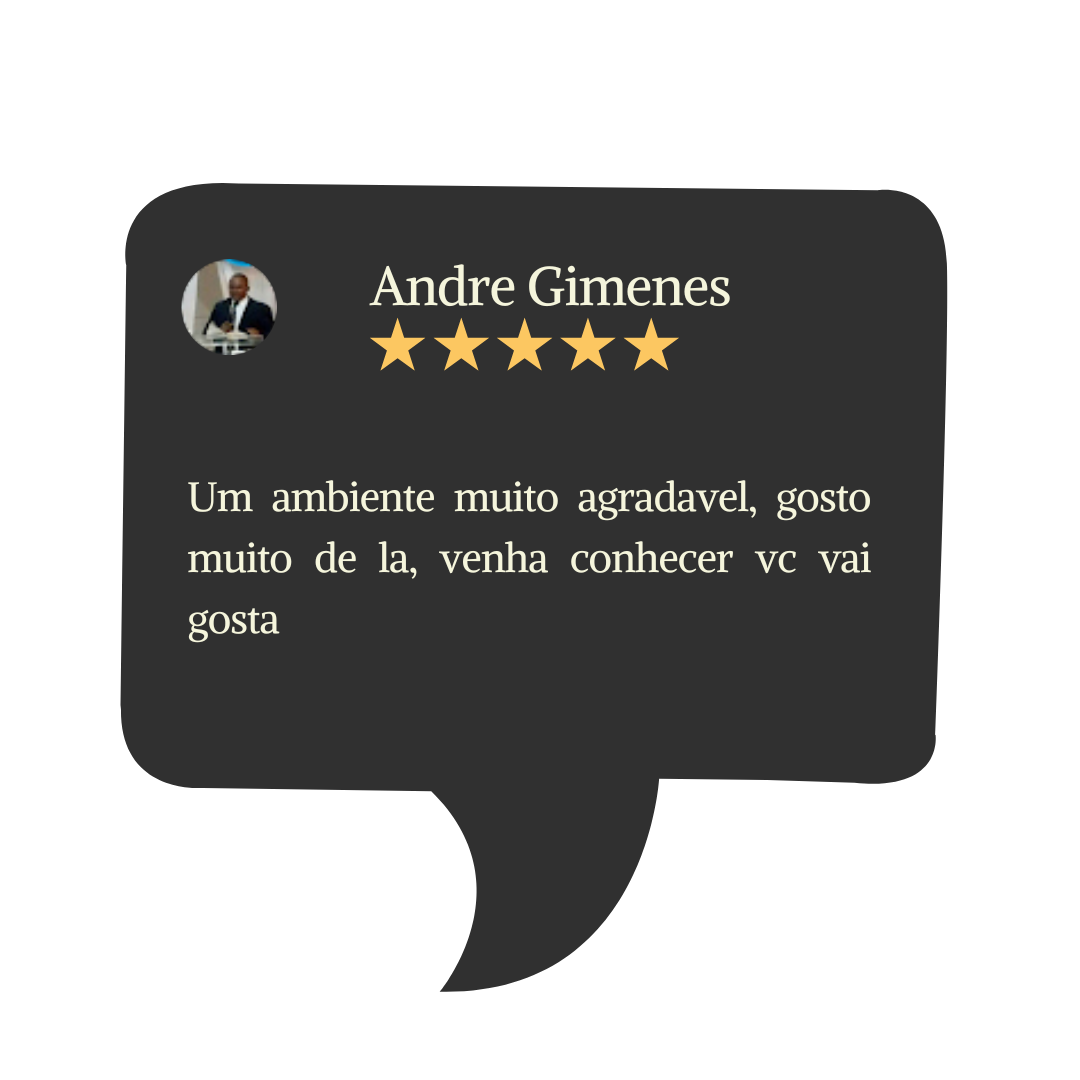 Andre Gimenes
Um ambiente muito agradavel, gosto
muito de la, venha conhecer vc vai
gosta